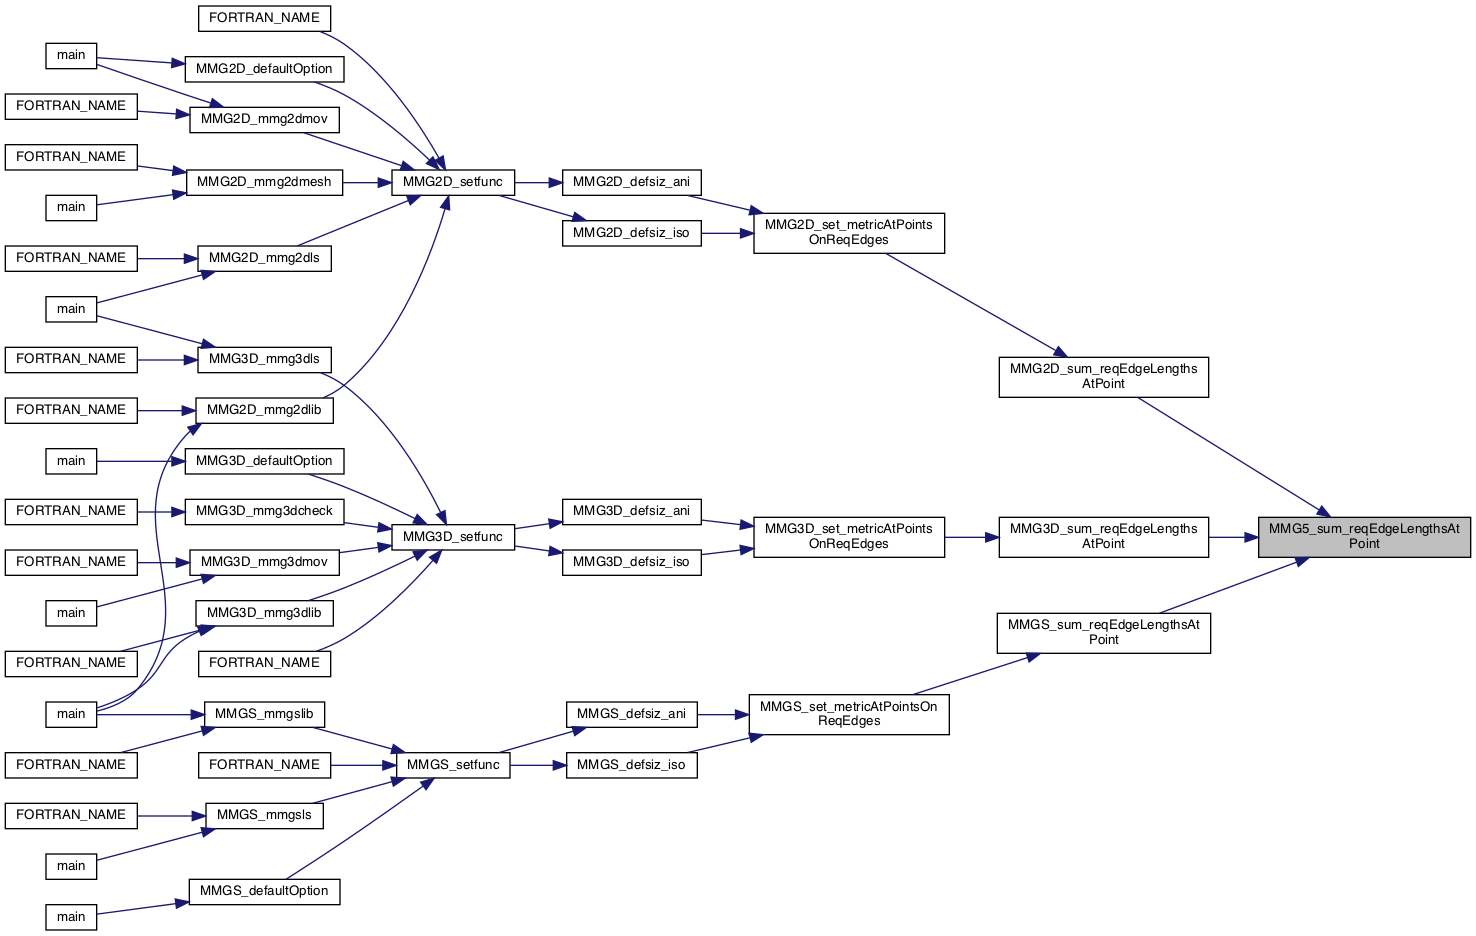 FORTRAN_NAME
main
MMG2D_defaultOption
FORTRAN_NAME
MMG2D_mmg2dmov
FORTRAN_NAME
MMG2D_mmg2dmesh
main
FORTRAN_NAME
MMG2D_mmg2dls
main
FORTRAN_NAME
MMG3D_mmg3dls
FORTRAN_NAME
MMG2D_mmg2dlib
main
MMG3D_defaultOption
FORTRAN_NAME
MMG3D_mmg3dcheck
FORTRAN_NAME
MMG3D_mmg3dmov
main
MMG3D_mmg3dlib
FORTRAN_NAME
FORTRAN_NAME
main
MMGS_mmgslib
FORTRAN_NAME
FORTRAN_NAME
FORTRAN_NAME
MMGS_mmgsls
main
MMGS_defaultOption
main
MMG2D_setfunc
MMG3D_setfunc
MMGS_setfunc
MMG2D_defsiz_ani
MMG2D_defsiz_iso
MMG3D_defsiz_ani
MMG3D_defsiz_iso
MMGS_defsiz_ani
MMGS_defsiz_iso
MMG2D_set_metricAtPoints
OnReqEdges
MMG3D_set_metricAtPoints
OnReqEdges
MMGS_set_metricAtPointsOn
ReqEdges
MMG2D_sum_reqEdgeLengths
AtPoint
MMG3D_sum_reqEdgeLengths
AtPoint
MMGS_sum_reqEdgeLengthsAt
Point
MMG5_sum_reqEdgeLengthsAt
Point